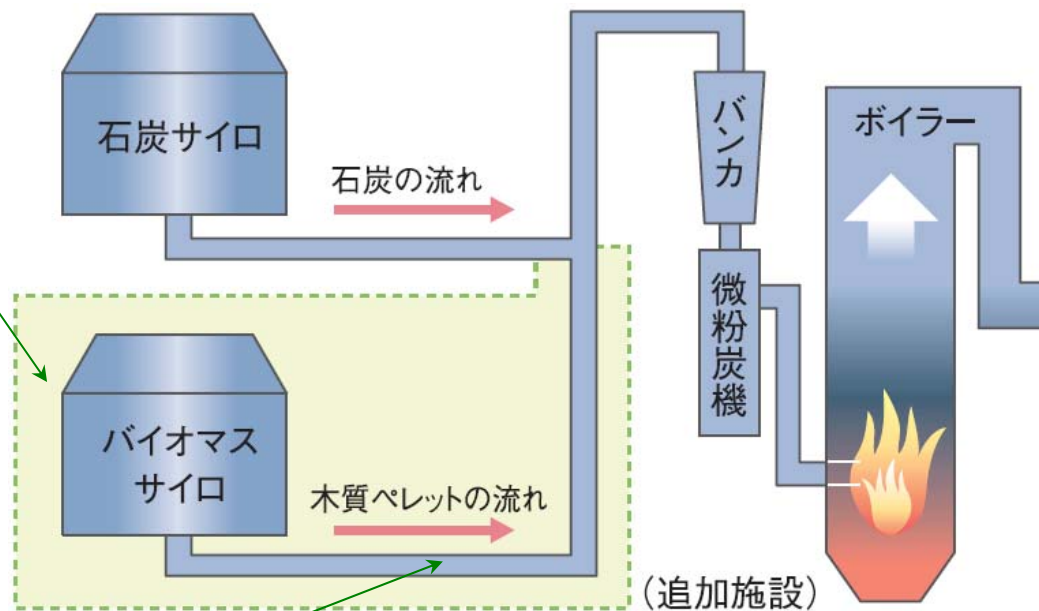 石炭サイロ
石炭の流れ
バンカ
ボイラー
微粉炭機
バイオマス
サイロ
木質ペレットの流れ
（追加施設）